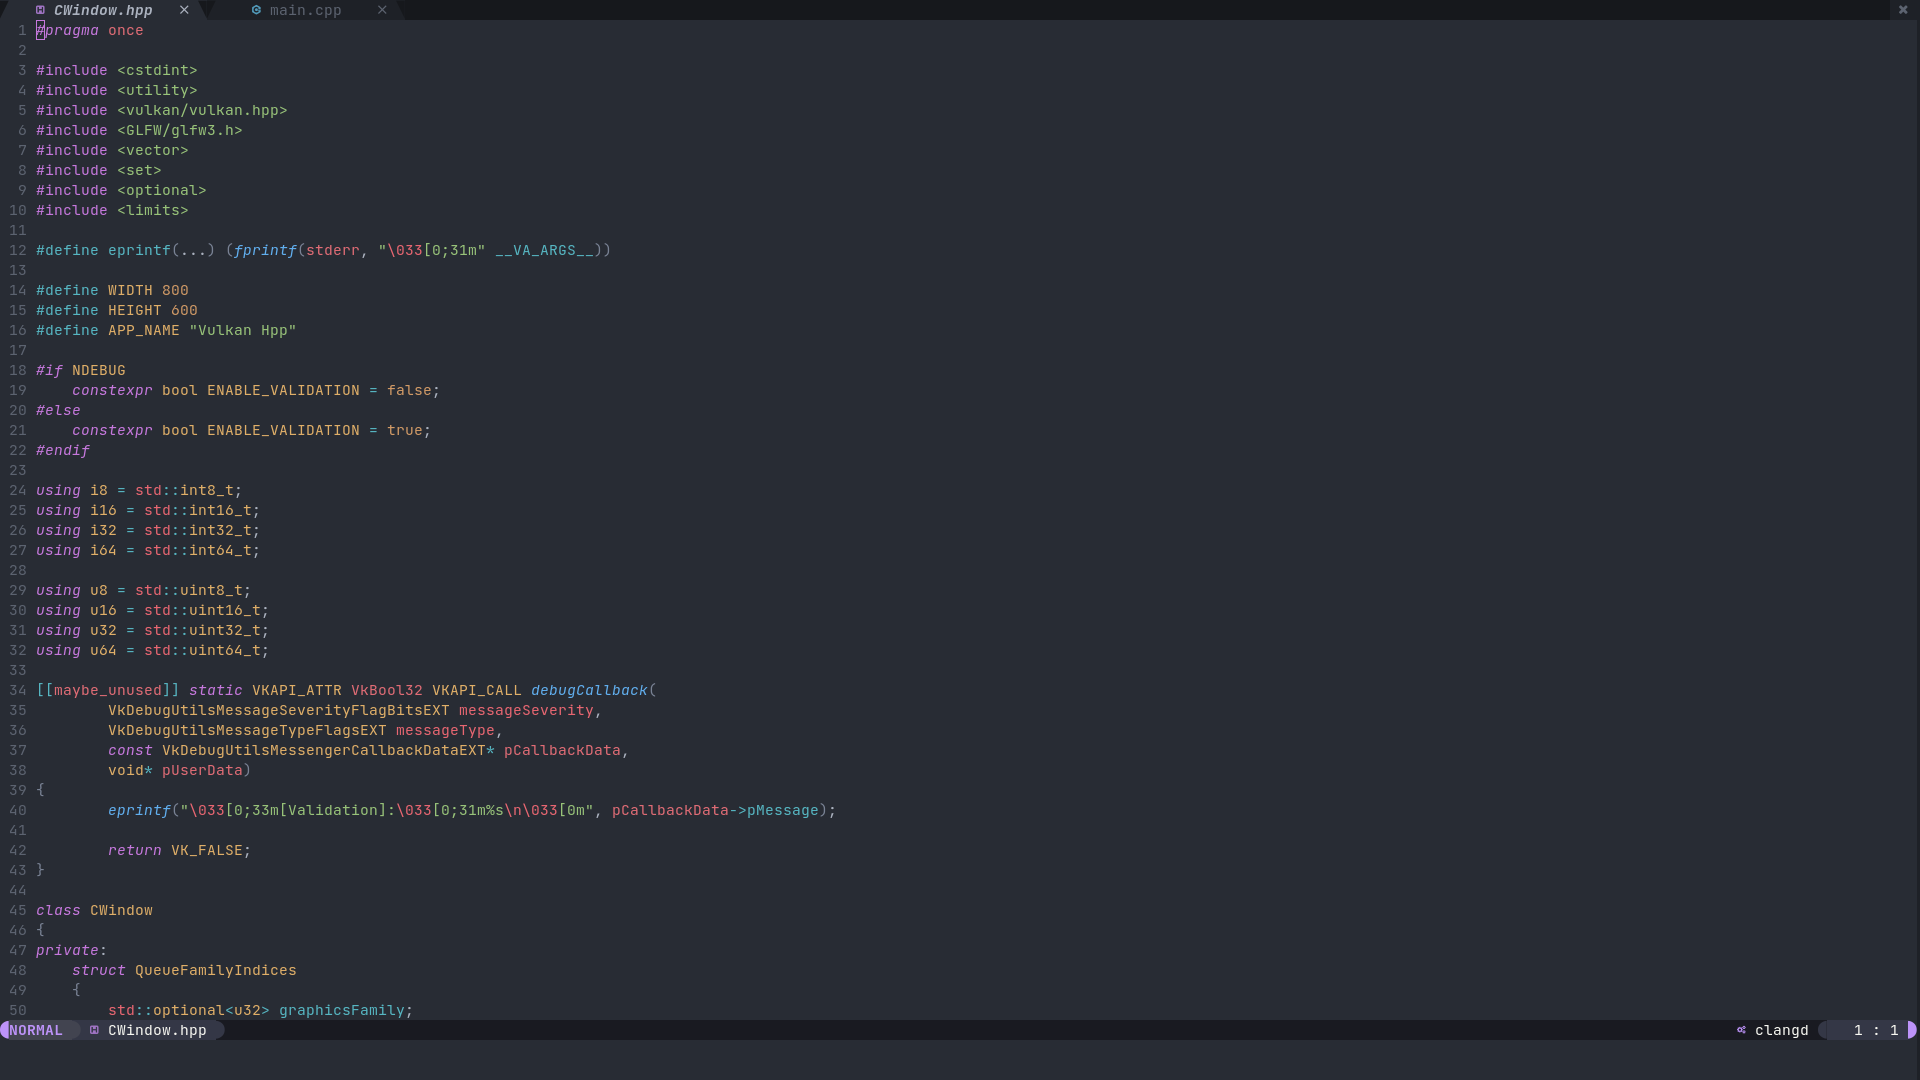 CWindow.hpp × main.cpp ×
1 #pragma once
2
3 #include <cstdint>
4 #include <utility>
5 #include <vulkan/vulkan.hpp>
6 #include <GLFW/glfw3.h>
7 #include <vector>
8 #include <set>
9 #include <optional>
10 #include <limits>
11
12 #define eprintf(...) (fprintf(stderr, "\033[0;31m" __VA_ARGS__))
13
14 #define WIDTH 800
15 #define HEIGHT 600
16 #define APP_NAME "Vulkan Hpp"
17
18 #if NDEBUG
19     constexpr bool ENABLE_VALIDATION = false;
20 #else
21     constexpr bool ENABLE_VALIDATION = true;
22 #endif
23
24 using i8 = std::int8_t;
25 using i16 = std::int16_t;
26 using i32 = std::int32_t;
27 using i64 = std::int64_t;
28
29 using u8 = std::uint8_t;
30 using u16 = std::uint16_t;
31 using u32 = std::uint32_t;
32 using u64 = std::uint64_t;
33
34 [[maybe_unused]] static VKAPI_ATTR VkBool32 VKAPI_CALL debugCallback(
35         VkDebugUtilsMessageSeverityFlagBitsEXT messageSeverity,
36         VkDebugUtilsMessageTypeFlagsEXT messageType,
37         const VkDebugUtilsMessengerCallbackDataEXT* pCallbackData,
38         void* pUserData)
39 {
40         eprintf("\033[0;33m[Validation]:\033[0;31m%s\n\033[0m", pCallbackData->pMessage);
41
42         return VK_FALSE;
43 }
44
45 class CWindow
46 {
47 private:
48     struct QueueFamilyIndices
49     {
50         std::optional<u32> graphicsFamily;
NORMAL CWindow.hpp clangd 1 : 1